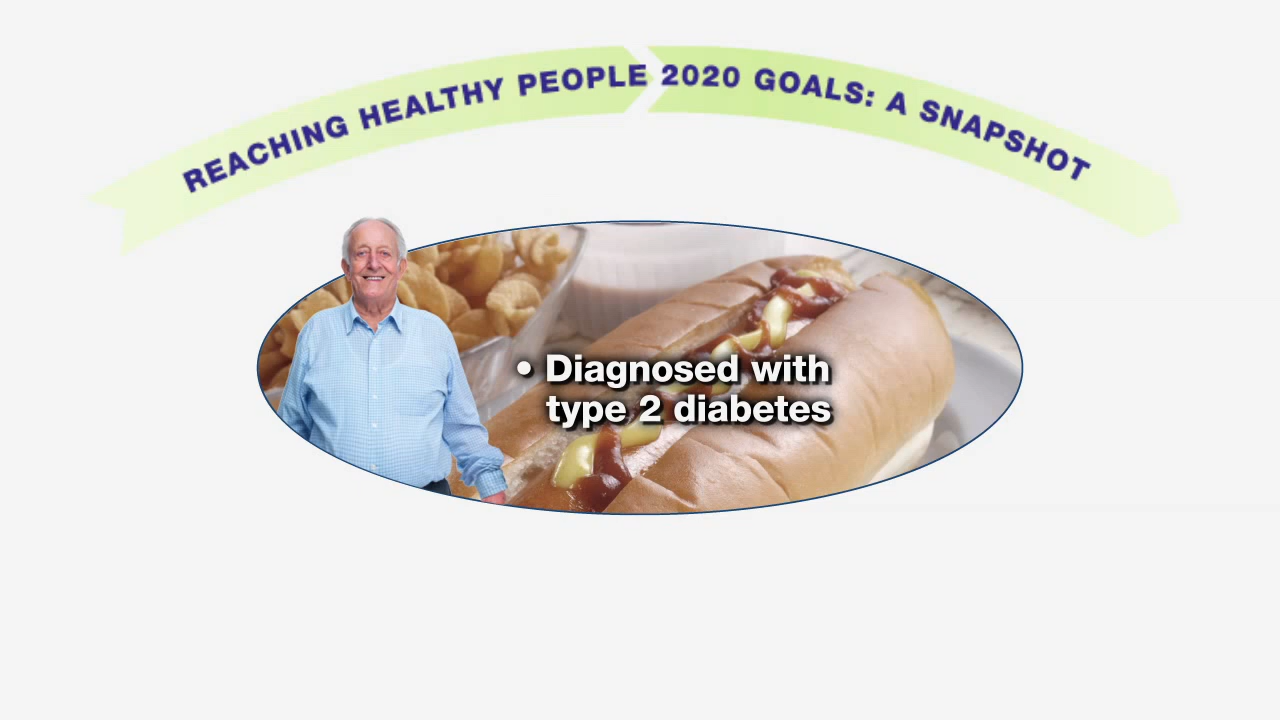 REACHING HEALTHY PEOPLE 2020 GOALS: A SNAPSHOT
• Diagnosed with
type 2 diabetes